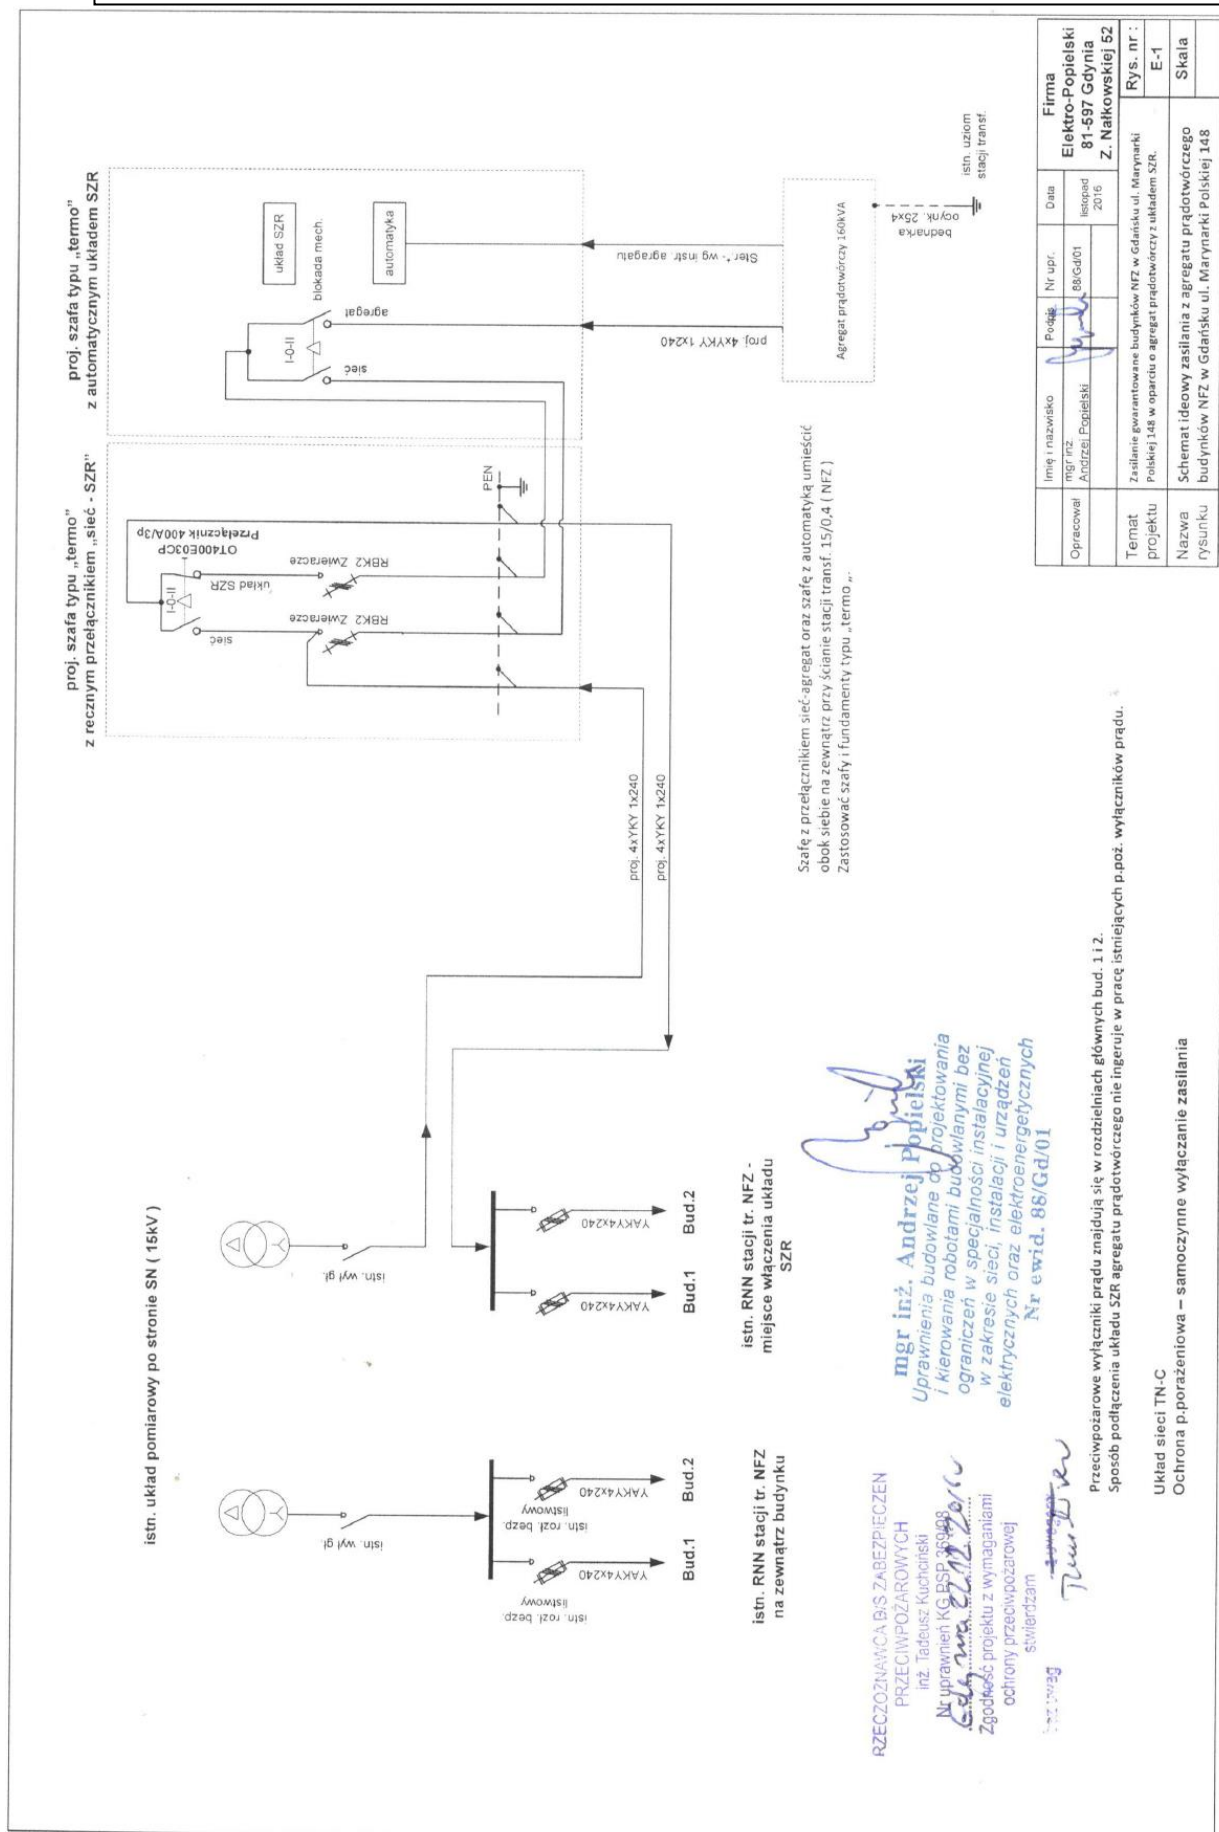 istn. układ pomiarowy po stronie SN ( 15kV )
istn. wył gł.
istn. rozł. bezp.
listwowy
YAKY4x240
istn. rozł. bezp.
listwowy
YAKY4x240
Bud.1
Bud.2
istn. RNN stacji tr. NFZ
na zewnątrz budynku
istn. wył gł.
YAKY4x240
YAKY4x240
Bud.1
Bud.2
istn. RNN stacji tr. NFZ -
miejsce włączenia układu
SZR
proj. 4xYKY 1x240
proj. 4xYKY 1x240
proj. szafa typu „termo”
z recznym przełącznikiem „sieć - SZR”
OT400E03CP
Przełącznik 400A/3p
I-0-II
sieć
układ SZR
RBK2 Zwieracze
RBK2 Zwieracze
PEN
proj. szafa typu „termo”
z automatycznym układem SZR
I-0-II
sieć
agregat
blokada mech.
układ SZR
automatyka
proj. 4xYKY 1x240
Ster'- wg instr. agregatu
Agregat prądotwórczy 160kVA
bednarka
ocynk. 25x4
istn. uziom
stacji transf.
Szafę z przełącznikiem sieć-agregat oraz szafę z automatyką umieścić
obok siebie na zewnątrz przy ścianie stacji transf. 15/0,4 ( NFZ )
Zastosować szafy i fundamenty typu „termo „.
RZECZOZNAWCA D/S ZABEZPIECZEŃ
PRZECIWPOŻAROWYCH
inż. Tadeusz Kuchciński
Nr uprawnień KG PSP
Zgodność projektu z wymaganiami
ochrony przeciwpożarowej
stwierdzam
bez uwag
mgr inż. Andrzej Popielski
Uprawnienia budowlane do projektowania
i kierowania robotami budowlanymi bez
ograniczeń w specjalności instalacyjnej
w zakresie sieci, instalacji i urządzeń
elektrycznych oraz elektroenergetycznych
Nr ewid. 88/Gd/01
Przeciwpożarowe wyłączniki prądu znajdują się w rozdzielniach głównych bud. 1 i 2.
Sposób podłączenia układu SZR agregatu prądotwórczego nie ingeruje w pracę istniejących p.poż. wyłączników prądu.
Układ sieci TN-C
Ochrona p.porażeniowa – samoczynne wyłączanie zasilania
Imię i nazwisko
Podpis
Nr upr.
Data
Firma
Elektro-Popielski
81-597 Gdynia
Z. Nałkowskiej 52
Opracował
mgr inż.
Andrzej Popielski
88/Gd/01
listopad
2016
Temat
projektu
Zasilanie gwarantowane budynków NFZ w Gdańsku ul. Marynarki
Polskiej 148 w oparciu o agregat prądotwórczy z układem SZR.
Rys. nr :
E-1
Nazwa
rysunku
Schemat ideowy zasilania z agregatu prądotwórczego
budynków NFZ w Gdańsku ul. Marynarki Polskiej 148
Skala